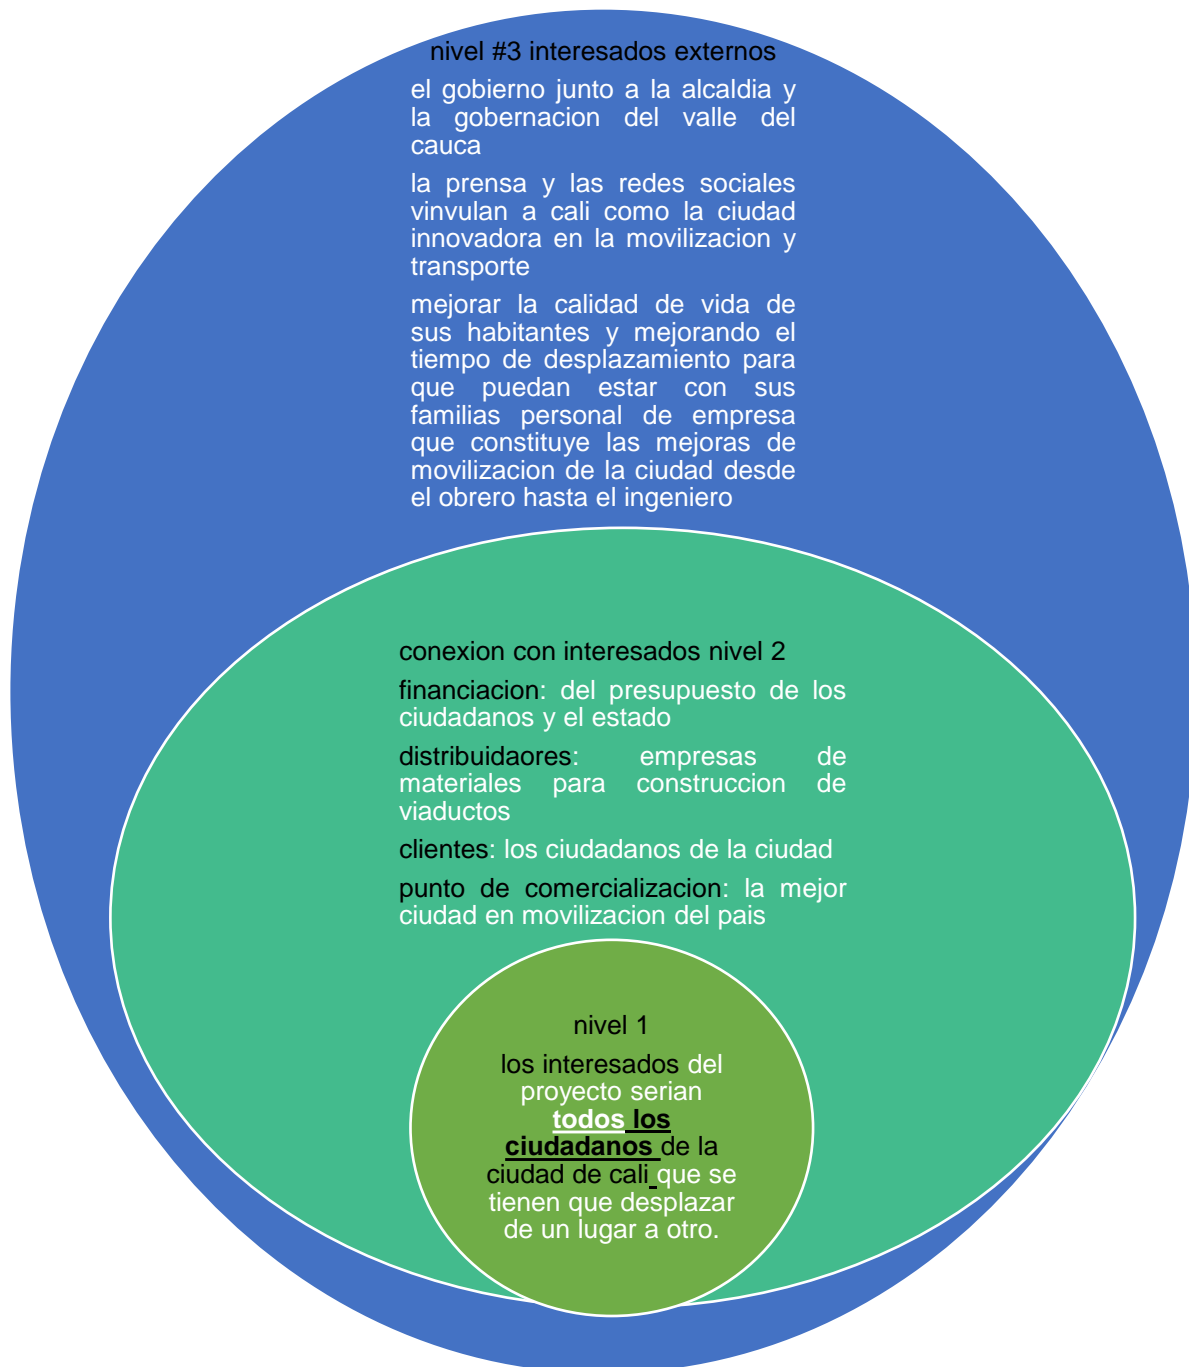 nivel #3 interesados externos
el gobierno junto a la alcaldia y
la gobernacion del valle del
cauca
la prensa y las redes sociales
vinvulan a cali como la ciudad
innovadora en la movilizacion y
transporte
mejorar la calidad de vida de
sus habitantes y mejorando el
tiempo de desplazamiento para
que puedan estar con sus
familias personal de empresa
que constituye las mejoras de
movilizacion de la ciudad desde
el obrero hasta el ingeniero
conexion con interesados nivel 2
financiacion: del presupuesto de los
ciudadanos y el estado
distribuidaores: empresas de
materiales para construccion de
viaductos
clientes: los ciudadanos de la ciudad
punto de comercializacion: la mejor
ciudad en movilizacion del pais
nivel 1
los interesados del
proyecto serian
todos los
ciudadanos de la
ciudad de cali que se
tienen que desplazar
de un lugar a otro.